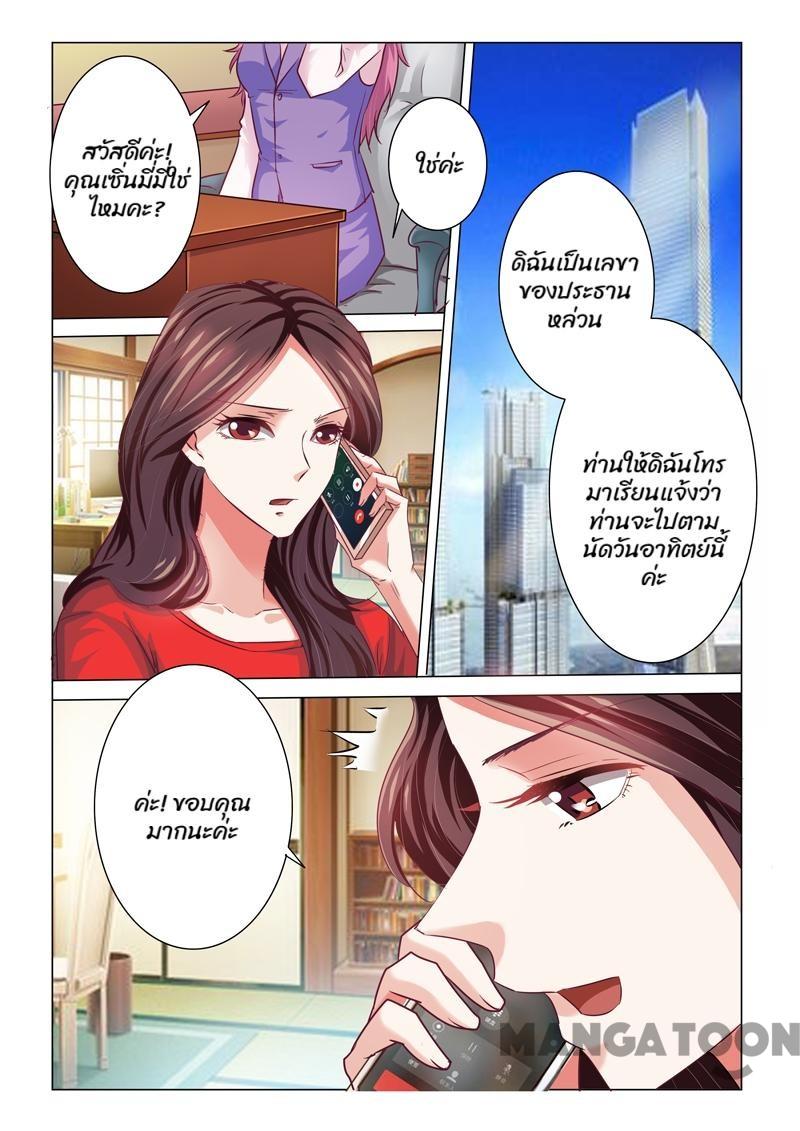 สวัสดีค่ะ!
คุณเซิ่นมี่มี่ใช่
ไหมคะ?
ใช่ค่ะ
ดิฉันเป็นเลขา
ของประธาน
หล่วน
ท่านให้ดิฉันโทร
มาเรียนแจ้งว่า
ท่านจะไปตาม
นัดวันอาทิตย์นี้
ค่ะ
ค่ะ! ขอบคุณ
มากนะค่ะ
MANGATOON